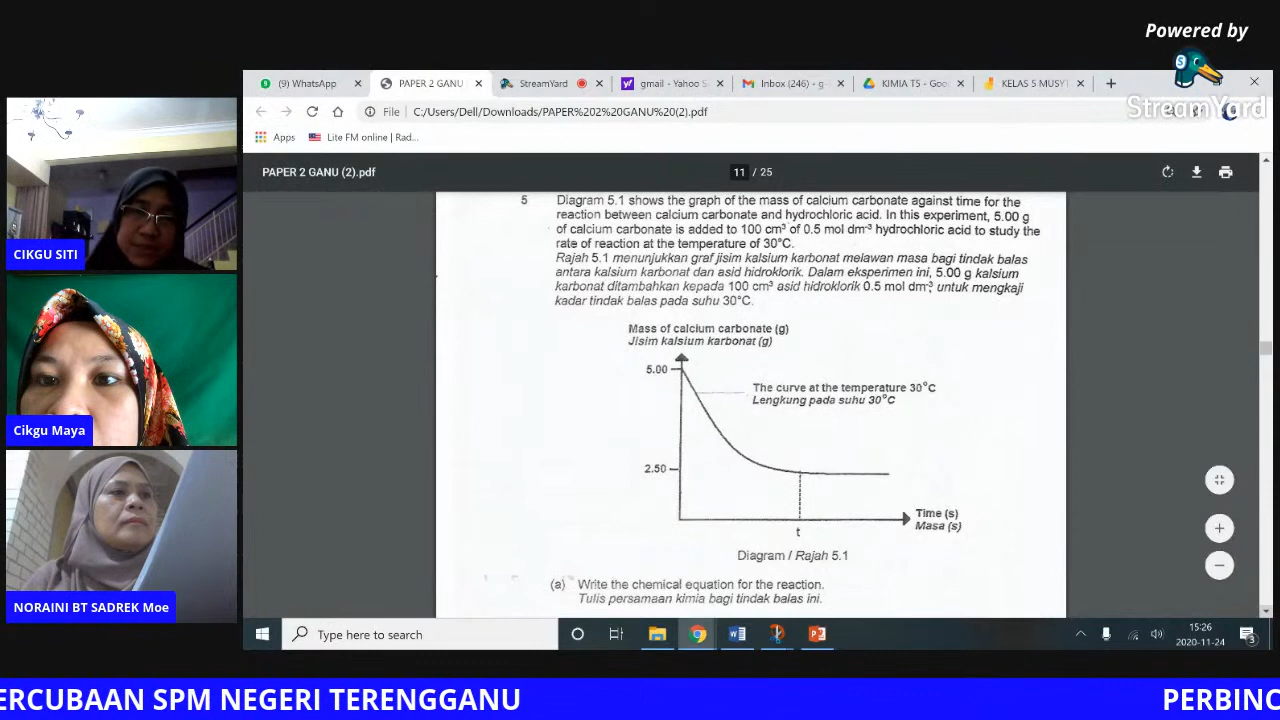 Powered by
StreamYard
(9) WhatsApp
PAPER 2 GANU
StreamYard
gmail - Yahoo S
Inbox (246) - g
KIMIA T5 - Goo
KELAS 5 MUSYT
File
C:/Users/Dell/Downloads/PAPER%202%20GANU%20(2).pdf
Apps
Lite FM online | Rad...
PAPER 2 GANU (2).pdf
11 / 25
5 Diagram 5.1 shows the graph of the mass of calcium carbonate against time for the
reaction between calcium carbonate and hydrochloric acid. In this experiment, 5.00 g
of calcium carbonate is added to 100 cm³ of 0.5 mol dm⁻³ hydrochloric acid to study the
rate of reaction at the temperature of 30°C.
Rajah 5.1 menunjukkan graf jisim kalsium karbonat melawan masa bagi tindak balas
antara kalsium karbonat dan asid hidroklorik. Dalam eksperimen ini, 5.00 g kalsium
karbonat ditambahkan kepada 100 cm³ asid hidroklorik 0.5 mol dm⁻³, untuk mengkaji
kadar tindak balas pada suhu 30°C.
Mass of calcium carbonate (g)
Jisim kalsium karbonat (g)
5.00
The curve at the temperature 30°C
Lengkung pada suhu 30°C
2.50
Time (s)
Masa (s)
t
Diagram / Rajah 5.1
(a) Write the chemical equation for the reaction.
Tulis persamaan kimia bagi tindak balas ini.
CIKGU SITI
Cikgu Maya
NORAINI BT SADREK Moe
Type here to search
15:26
2020-11-24
3
ERCUBAAN SPM NEGERI TERENGGANU
PERBINC